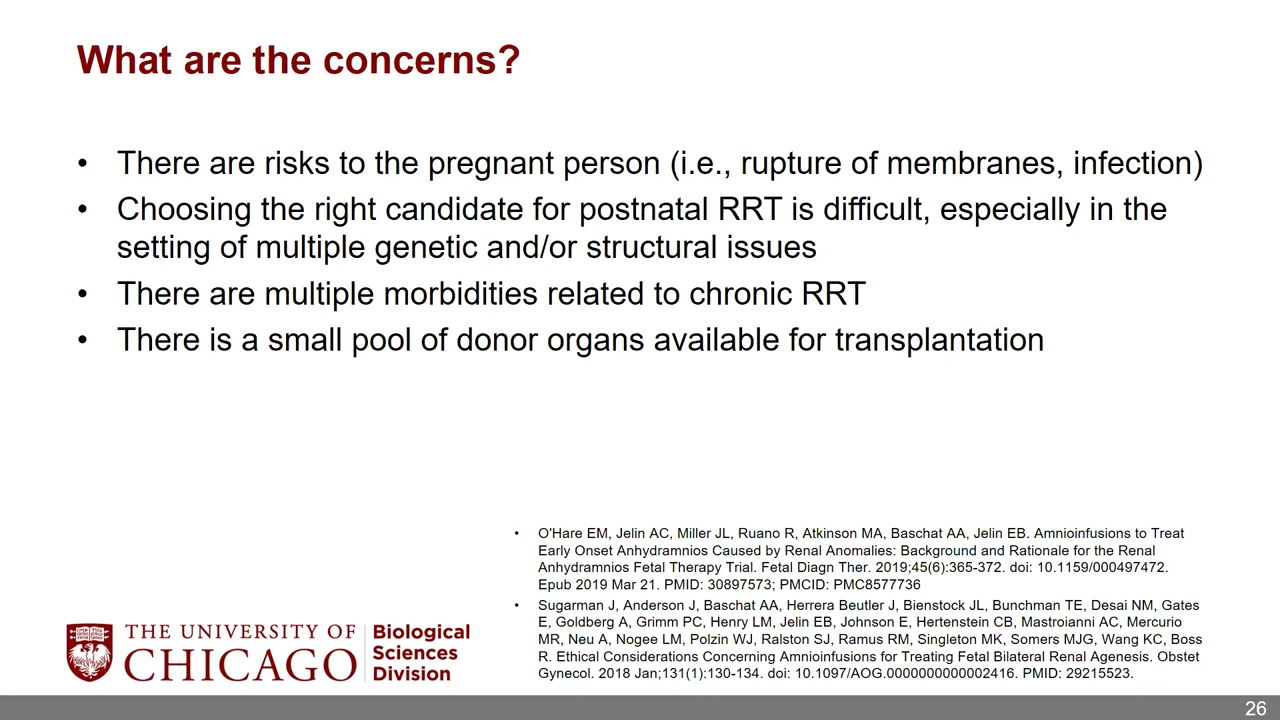 What are the concerns?
• There are risks to the pregnant person (i.e., rupture of membranes, infection)
• Choosing the right candidate for postnatal RRT is difficult, especially in the
setting of multiple genetic and/or structural issues
• There are multiple morbidities related to chronic RRT
• There is a small pool of donor organs available for transplantation
• O'Hare EM, Jelin AC, Miller JL, Ruano R, Atkinson MA, Baschat AA, Jelin EB. Amnioinfusions to Treat
Early Onset Anhydramnios Caused by Renal Anomalies: Background and Rationale for the Renal
Anhydramnios Fetal Therapy Trial. Fetal Diagn Ther. 2019;45(6):365-372. doi: 10.1159/000497472.
Epub 2019 Mar 21. PMID: 30897573; PMCID: PMC8577736
• Sugarman J, Anderson J, Baschat AA, Herrera Beutler J, Bienstock JL, Bunchman TE, Desai NM, Gates
E, Goldberg A, Grimm PC, Henry LM, Jelin EB, Johnson E, Hertenstein CB, Mastroianni AC, Mercurio
MR, Neu A, Nogee LM, Polzin WJ, Ralston SJ, Ramus RM, Singleton MK, Somers MJG, Wang KC, Boss
R. Ethical Considerations Concerning Amnioinfusions for Treating Fetal Bilateral Renal Agenesis. Obstet
Gynecol. 2018 Jan;131(1):130-134. doi: 10.1097/AOG.0000000000002416. PMID: 29215523.
THE UNIVERSITY OF
CHICAGO
Biological
Sciences
Division
26